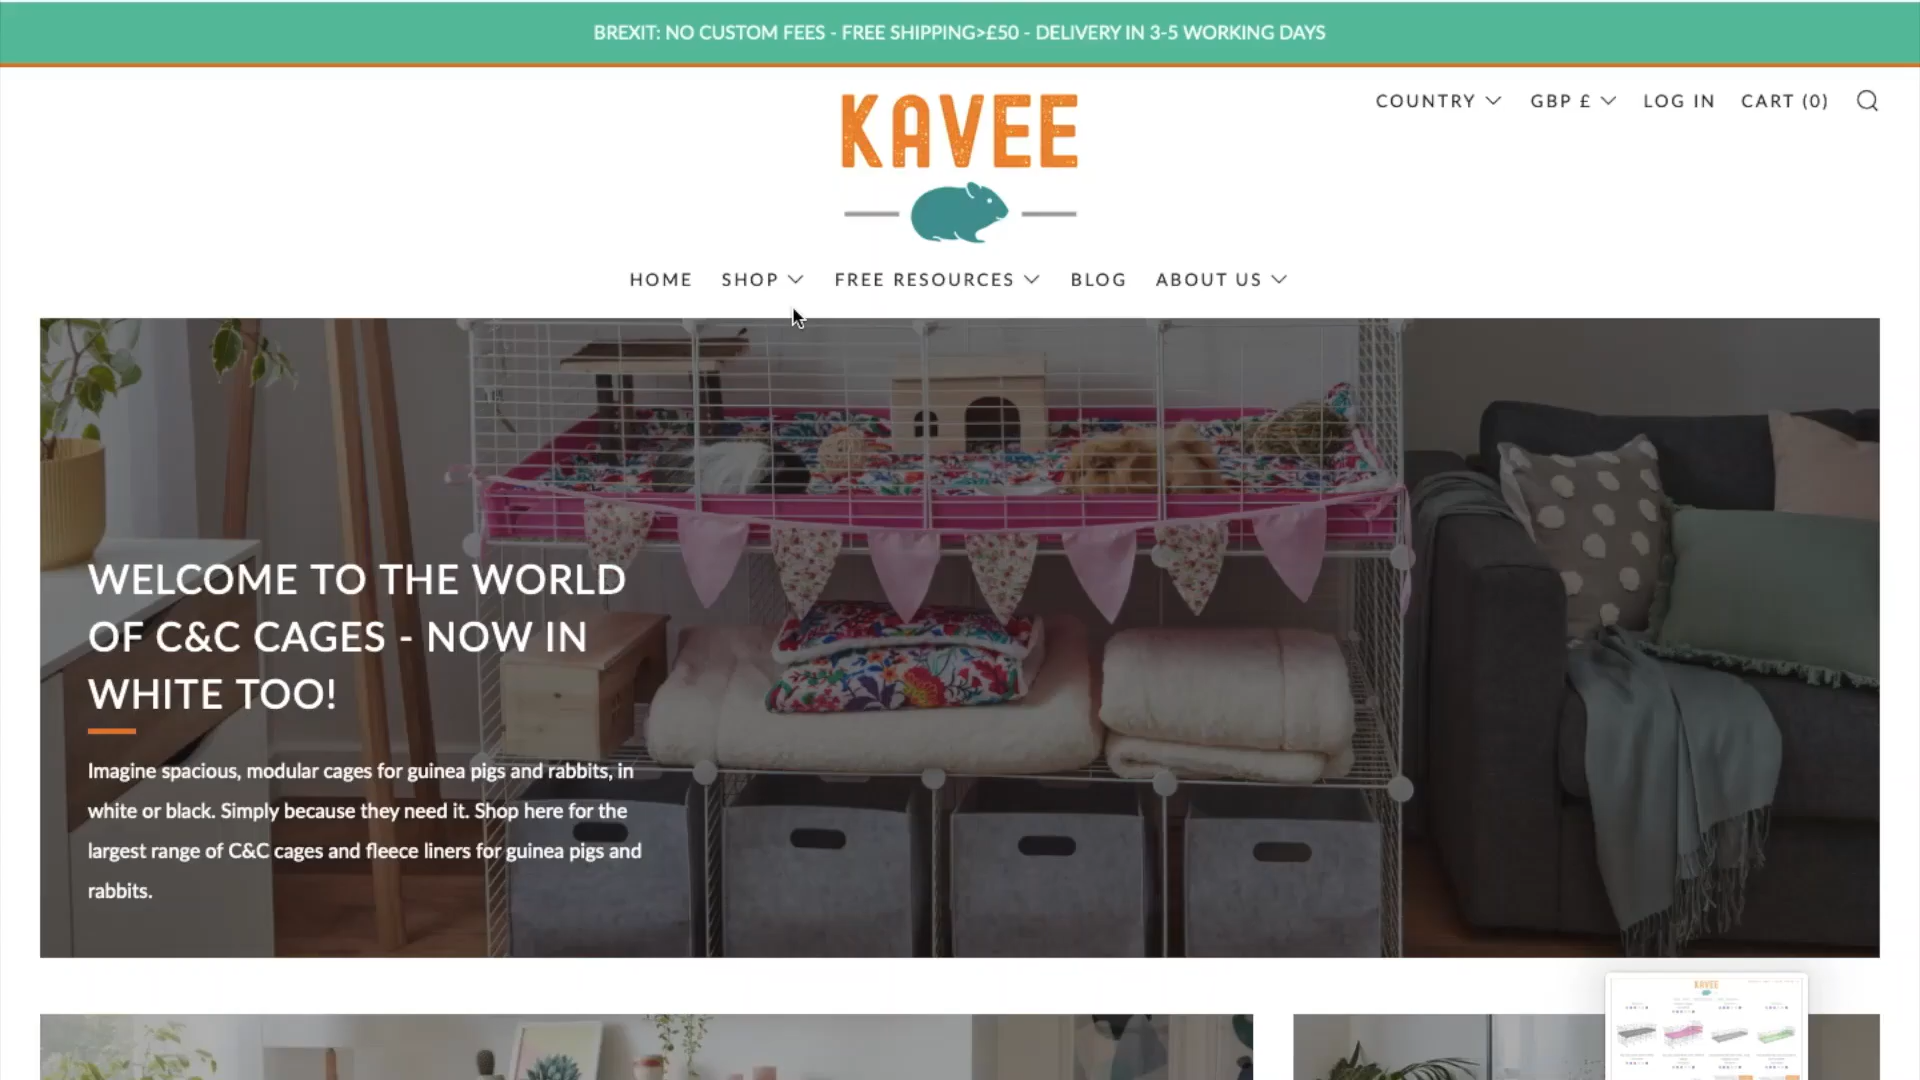 BREXIT: NO CUSTOM FEES - FREE SHIPPING>£50 - DELIVERY IN 3-5 WORKING DAYS
KAVEE
COUNTRY GBP £ LOG IN CART (0)
HOME SHOP FREE RESOURCES BLOG ABOUT US
WELCOME TO THE WORLD
OF C&C CAGES - NOW IN
WHITE TOO!
Imagine spacious, modular cages for guinea pigs and rabbits, in
white or black. Simply because they need it. Shop here for the
largest range of C&C cages and fleece liners for guinea pigs and
rabbits.
KAVEE